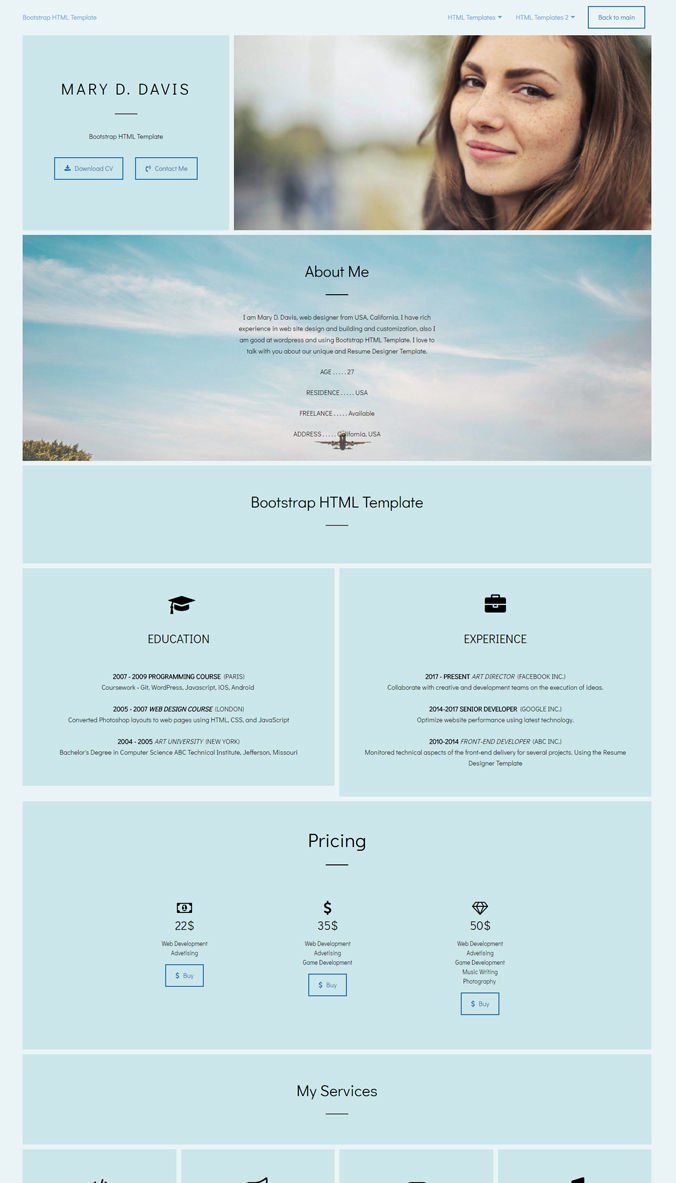 Bootstrap HTML Template
HTML Templates
HTML Templates 2
Back to main
MARY D. DAVIS
Bootstrap HTML Template
Download CV
Contact Me
About Me
I am Mary D. Davis, web designer from USA, California, I have rich
experience in web site design and building and customization, also I
am good at wordpress and using Bootstrap HTML Template. I love to
talk with you about our unique and Resume Designer Template.
AGE . . . . . 27
RESIDENCE . . . . . USA
FREELANCE . . . . . Available
ADDRESS . . . . . California, USA
Bootstrap HTML Template
EDUCATION
2007 - 2009 PROGRAMMING COURSE (PARIS)
Coursework - Git, WordPress, Javascript, iOS, Android
2005 - 2007 WEB DESIGN COURSE (LONDON)
Converted Photoshop layouts to web pages using HTML, CSS, and JavaScript
2004 - 2005 ART UNIVERSITY (NEW YORK)
Bachelor's Degree in Computer Science ABC Technical Institute, Jefferson, Missouri
EXPERIENCE
2017 - PRESENT ART DIRECTOR (FACEBOOK INC.)
Collaborate with creative and development teams on the execution of ideas.
2014-2017 SENIOR DEVELOPER (GOOGLE INC.)
Optimize website performance using latest technology.
2010-2014 FRONT-END DEVELOPER (ABC INC.)
Monitored technical aspects of the front-end delivery for several projects. Using the Resume
Designer Template
Pricing
22$
Web Development
Advetising
$ Buy
35$
Web Development
Advetising
Game Development
$ Buy
50$
Web Development
Advetising
Game Development
Music Writing
Photography
$ Buy
My Services